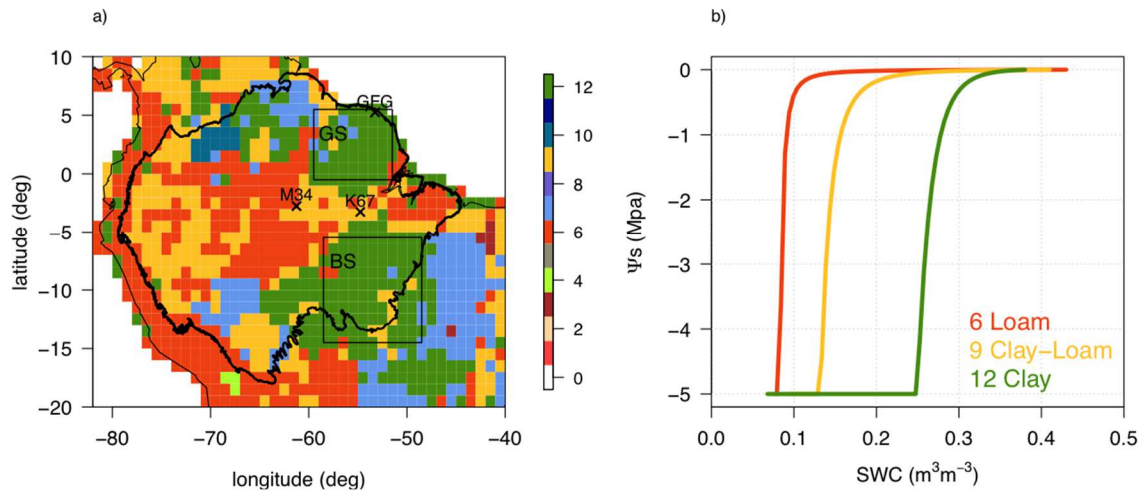 a)
b)
10
5
0
−5
−10
−15
−20
latitude (deg)
−80
−70
−60
−50
−40
longitude (deg)
GFG
GS
M34
K67
BS
12
10
8
6
4
2
0
0
−1
−2
−3
−4
−5
Ψs (Mpa)
6 Loam
9 Clay−Loam
12 Clay
0.0
0.1
0.2
0.3
0.4
0.5
SWC (m³m⁻³)